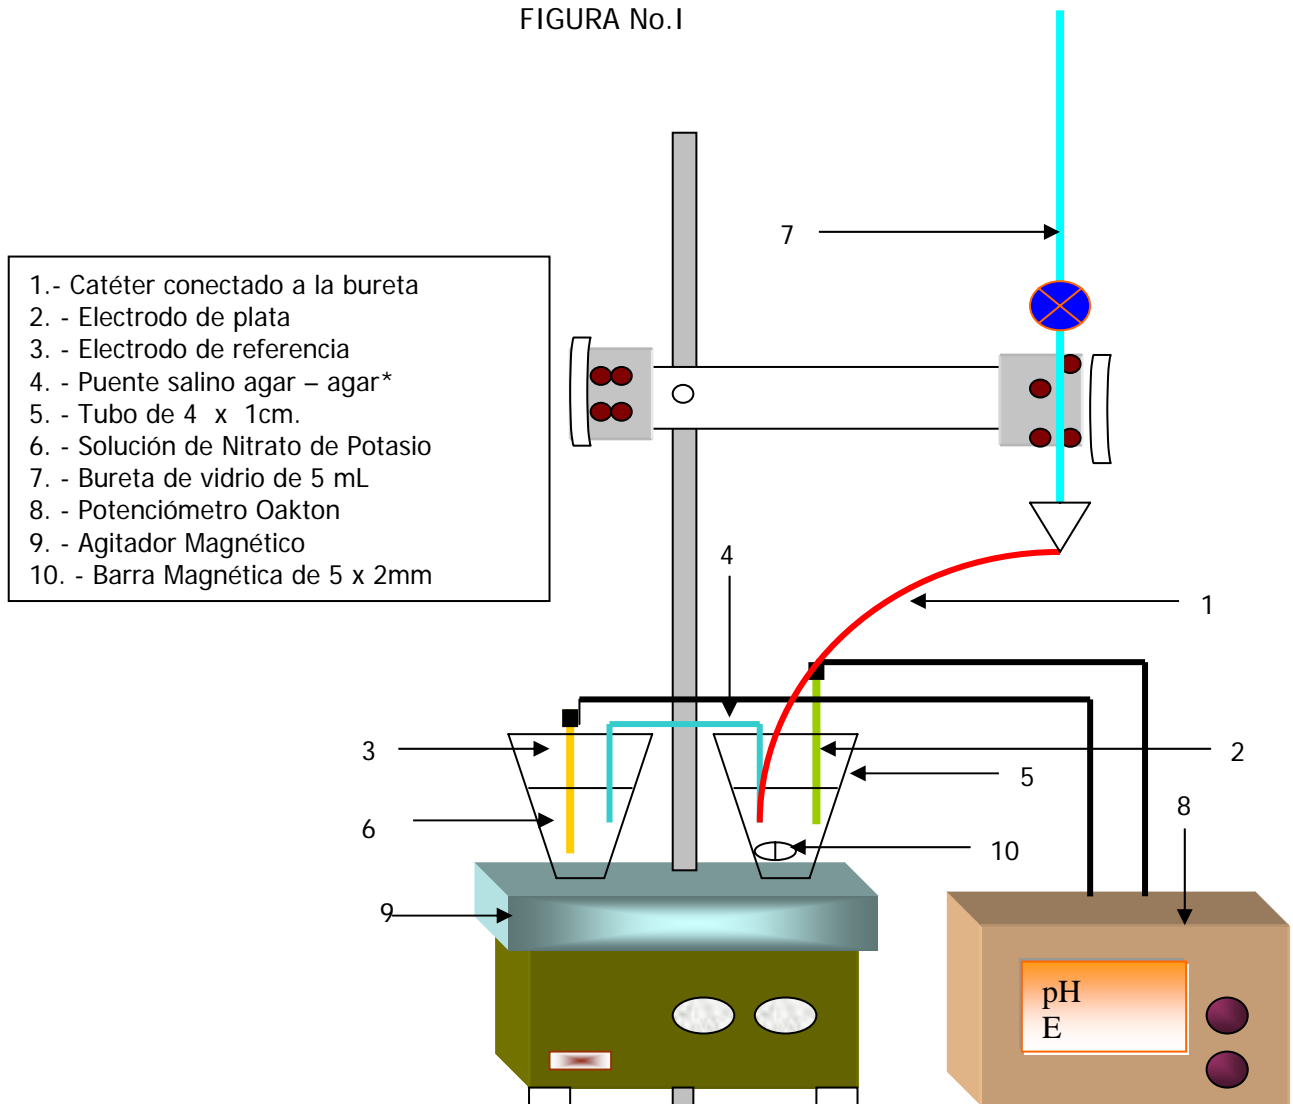 FIGURA No.I
7
1.- Catéter conectado a la bureta
2. - Electrodo de plata
3. - Electrodo de referencia
4. - Puente salino agar – agar*
5. - Tubo de 4 x 1cm.
6. - Solución de Nitrato de Potasio
7. - Bureta de vidrio de 5 mL
8. - Potenciómetro Oakton
9. - Agitador Magnético
10. - Barra Magnética de 5 x 2mm
4
1
3
2
5
6
8
10
9
pH
E